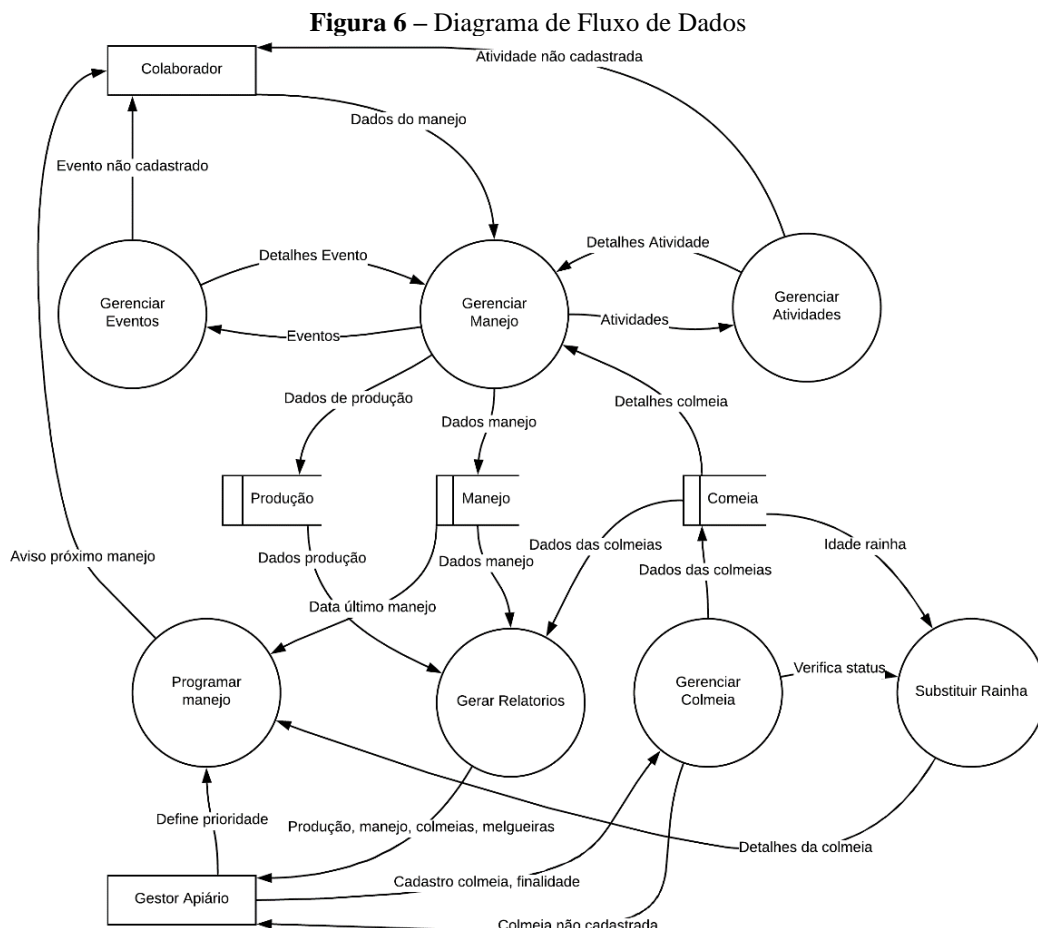 Figura 6 – Diagrama de Fluxo de Dados
Atividade não cadastrada
Colaborador
Dados do manejo
Evento não cadastrado
Detalhes Evento
Detalhes Atividade
Gerenciar
Eventos
Gerenciar
Manejo
Gerenciar
Atividades
Eventos
Atividades
Dados de produção
Detalhes colmeia
Dados manejo
Produção
Manejo
Comeia
Aviso próximo manejo
Dados produção
Dados manejo
Dados das colmeias
Idade rainha
Dados das colmeias
Data último manejo
Programar
manejo
Gerar Relatorios
Gerenciar
Colmeia
Verifica status
Substituir Rainha
Define prioridade
Produção, manejo, colmeias, melgueiras
Detalhes da colmeia
Gestor Apiário
Cadastro colmeia, finalidade
Colmeia não cadastrada